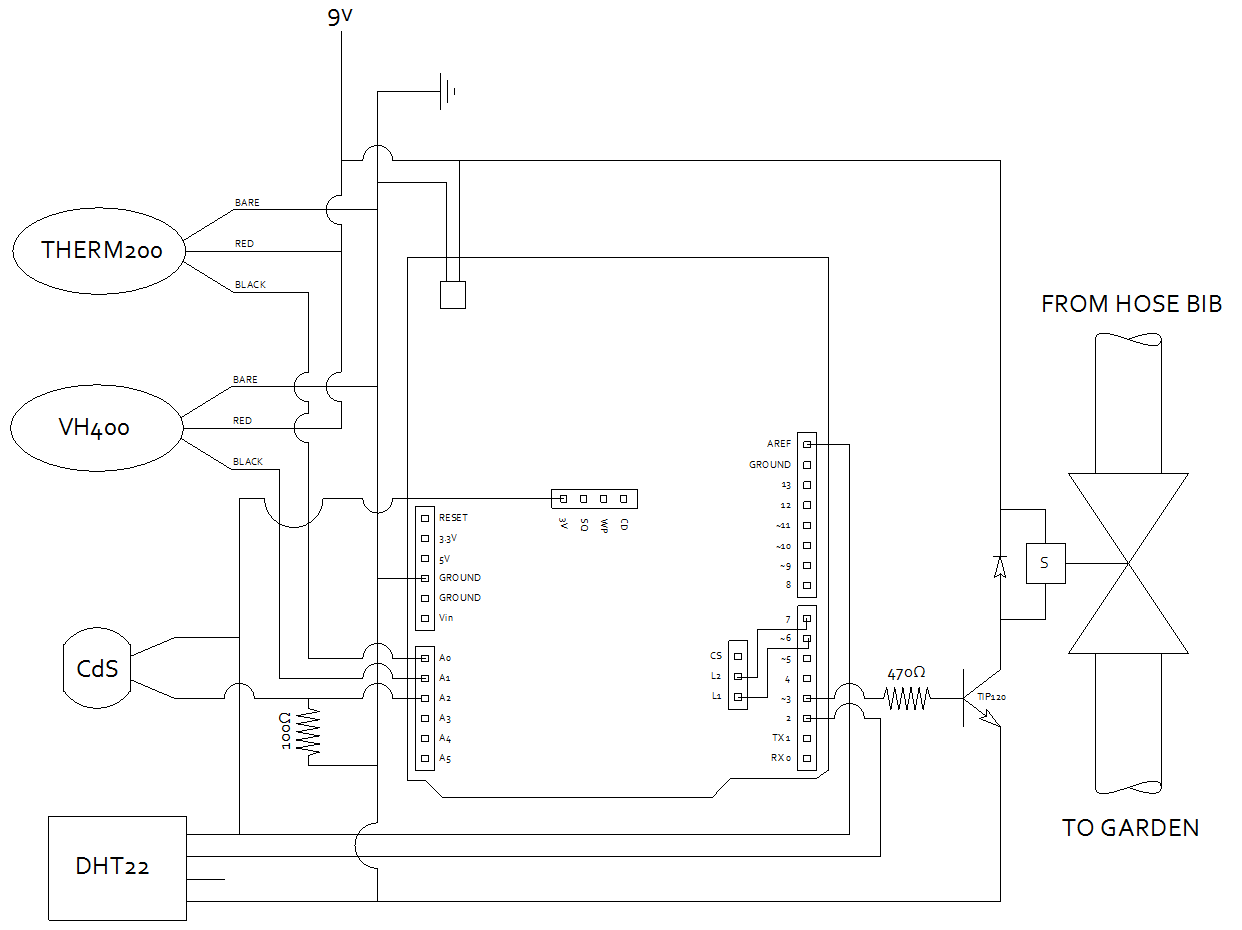 9V
BARE
THERM200
RED
BLACK
FROM HOSE BIB
BARE
VH400
RED
BLACK
AREF
GROUND
13
12
~11
~10
~9
8
3V
SQ
WP
CD
RESET
3.3V
5V
GROUND
GROUND
Vin
S
7
~6
~5
4
~3
2
TX1
RX0
CS
L2
L1
A0
A1
A2
A3
A4
A5
CdS
100Ω
470Ω
TIP120
DHT22
TO GARDEN